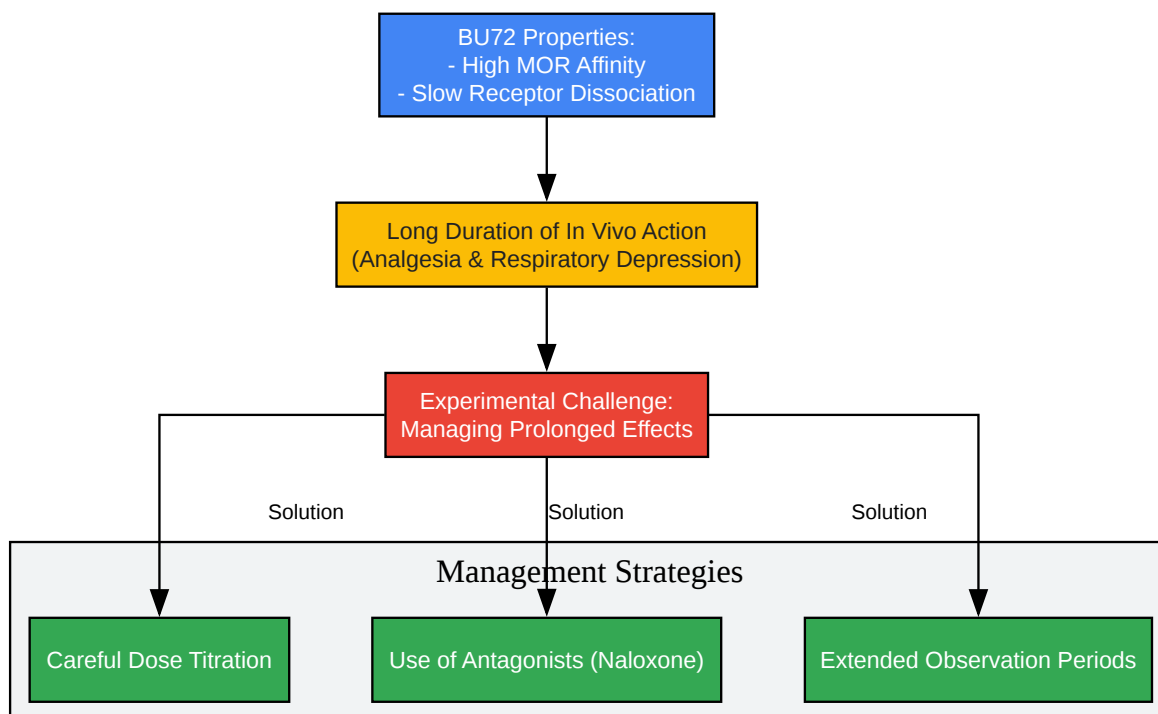 BU72 Properties:
- High MOR Affinity
- Slow Receptor Dissociation
Long Duration of In Vivo Action
(Analgesia & Respiratory Depression)
Experimental Challenge:
Managing Prolonged Effects
Solution
Solution
Solution
Management Strategies
Careful Dose Titration
Use of Antagonists (Naloxone)
Extended Observation Periods